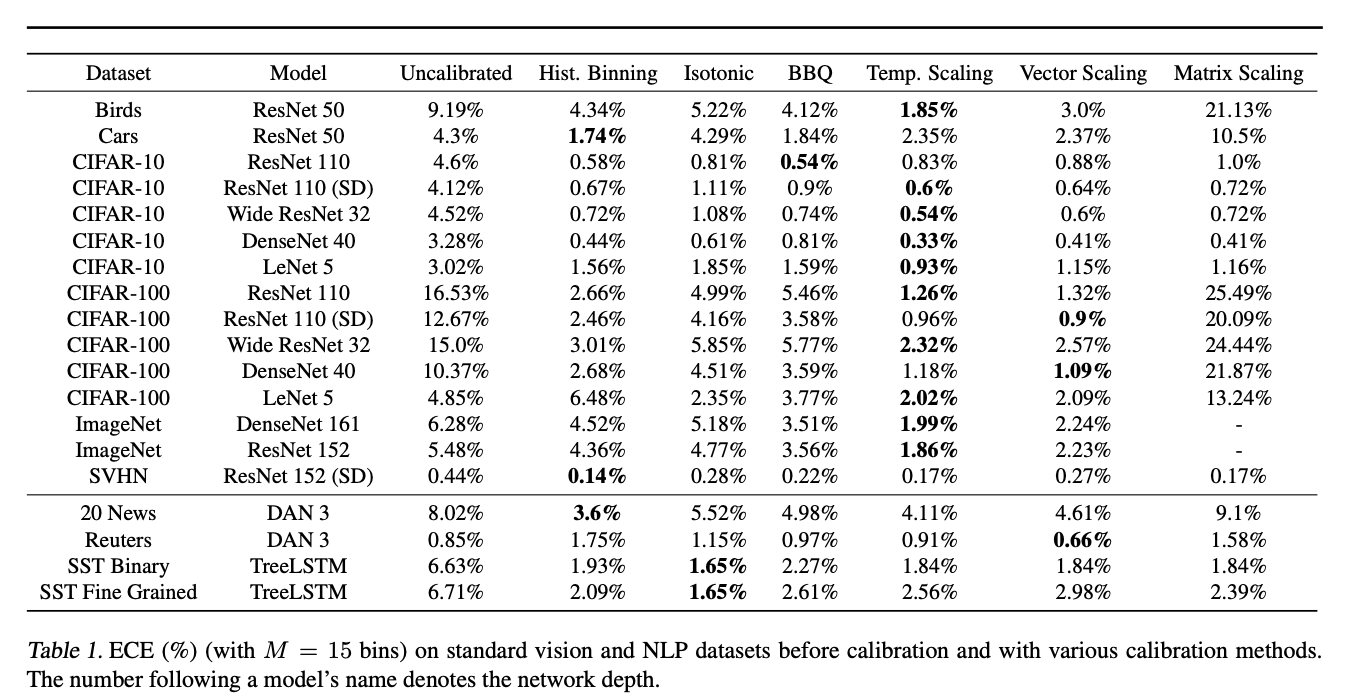 Dataset Model Uncalibrated Hist. Binning Isotonic BBQ Temp. Scaling Vector Scaling Matrix Scaling
Birds ResNet 50 9.19% 4.34% 5.22% 4.12% 1.85% 3.0% 21.13%
Cars ResNet 50 4.3% 1.74% 4.29% 1.84% 2.35% 2.37% 10.5%
CIFAR-10 ResNet 110 4.6% 0.58% 0.81% 0.54% 0.83% 0.88% 1.0%
CIFAR-10 ResNet 110 (SD) 4.12% 0.67% 1.11% 0.9% 0.6% 0.64% 0.72%
CIFAR-10 Wide ResNet 32 4.52% 0.72% 1.08% 0.74% 0.54% 0.6% 0.72%
CIFAR-10 DenseNet 40 3.28% 0.44% 0.61% 0.81% 0.33% 0.41% 0.41%
CIFAR-10 LeNet 5 3.02% 1.56% 1.85% 1.59% 0.93% 1.15% 1.16%
CIFAR-100 ResNet 110 16.53% 2.66% 4.99% 5.46% 1.26% 1.32% 25.49%
CIFAR-100 ResNet 110 (SD) 12.67% 2.46% 4.16% 3.58% 0.96% 0.9% 20.09%
CIFAR-100 Wide ResNet 32 15.0% 3.01% 5.85% 5.77% 2.32% 2.57% 24.44%
CIFAR-100 DenseNet 40 10.37% 2.68% 4.51% 3.59% 1.18% 1.09% 21.87%
CIFAR-100 LeNet 5 4.85% 6.48% 2.35% 3.77% 2.02% 2.09% 13.24%
ImageNet DenseNet 161 6.28% 4.52% 5.18% 3.51% 1.99% 2.24% -
ImageNet ResNet 152 5.48% 4.36% 4.77% 3.56% 1.86% 2.23% -
SVHN ResNet 152 (SD) 0.44% 0.14% 0.28% 0.22% 0.17% 0.27% 0.17%
20 News DAN 3 8.02% 3.6% 5.52% 4.98% 4.11% 4.61% 9.1%
Reuters DAN 3 0.85% 1.75% 1.15% 0.97% 0.91% 0.66% 1.58%
SST Binary TreeLSTM 6.63% 1.93% 1.65% 2.27% 1.84% 1.84% 1.84%
SST Fine Grained TreeLSTM 6.71% 2.09% 1.65% 2.61% 2.56% 2.98% 2.39%
Table 1. ECE (%) (with M = 15 bins) on standard vision and NLP datasets before calibration and with various calibration methods.
The number following a model's name denotes the network depth.